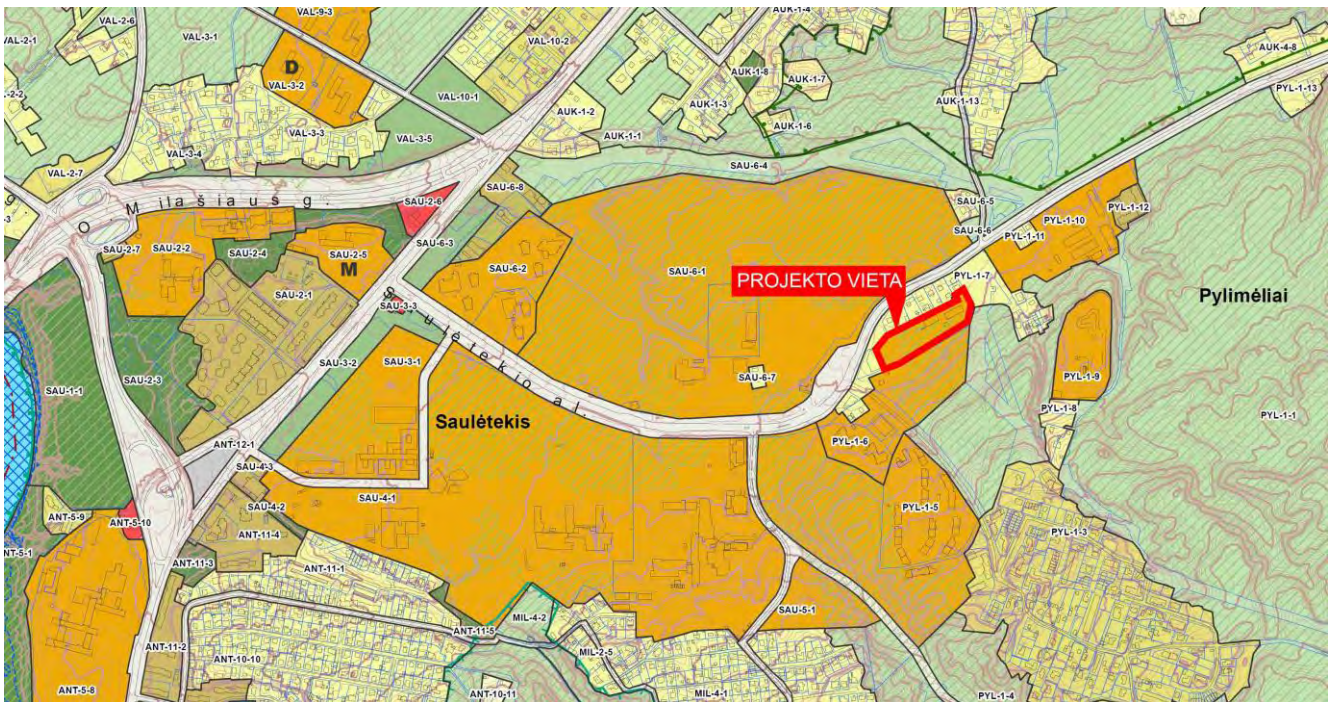 VAL-2-6
VAL-9-3
AUK-1-4
VAL-2-1
VAL-3-1
VAL-10-2
AUK-4-8
D
VAL-3-2
AUK-1-8
AUK-1-7
PYL-1-13
VAL-10-1
AUK-1-2
AUK-1-3
AUK-1-13
VAL-3-3
VAL-3-5
AUK-1-1
AUK-1-6
VAL-3-4
SAU-6-4
VAL-2-7
SAU-6-8
O. Milašiaus g.
SAU-2-6
SAU-6-5
PYL-1-12
PYL-1-10
SAU-6-6
PYL-1-11
SAU-2-7
SAU-2-2
SAU-2-4
SAU-2-5
SAU-6-3
M
SAU-6-2
SAU-6-1
PROJEKTO VIETA
PYL-1-7
SAU-2-1
Pylimėliai
SAU-3-3
Saulėtekio al.
SAU-3-2
SAU-3-1
SAU-6-7
PYL-1-9
SAU-1-1
SAU-2-3
PYL-1-8
PYL-1-1
Saulėtekis
ANT-12-1
PYL-1-6
SAU-4-3
SAU-4-1
SAU-4-2
PYL-1-5
ANT-5-9
ANT-5-10
ANT-11-4
PYL-1-3
ANT-5-1
ANT-11-3
ANT-11-1
SAU-5-1
MIL-4-2
ANT-11-5
ANT-11-2
MIL-2-5
ANT-10-10
ANT-5-8
ANT-10-11
MIL-4-1
PYL-1-4